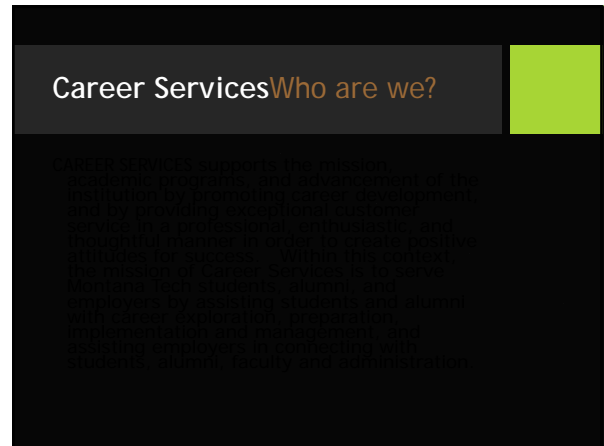 Career ServicesWho are we?
CAREER SERVICES supports the mission,
academic programs, and advancement of the
institution by promoting career development,
and by providing exceptional customer
service in a professional, enthusiastic, and
thoughtful manner in order to create positive
attitudes for success. Within this context,
the mission of Career Services is to serve
Montana Tech students, alumni, and
employers by assisting students and alumni
with career exploration, preparation,
implementation and management, and
assisting employers in connecting with
students, alumni, faculty and administration.